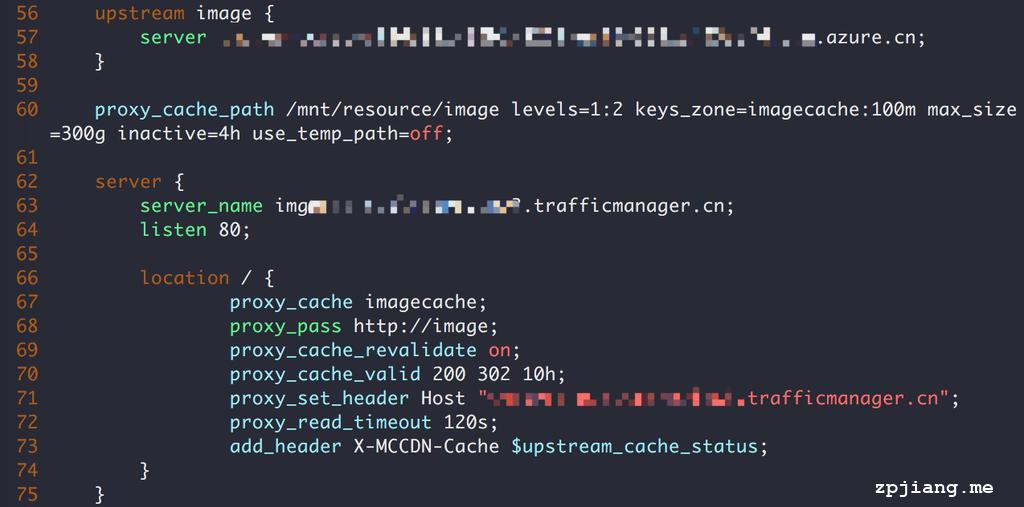 56 upstream image {
57 server .azure.cn;
58 }
59
60 proxy_cache_path /mnt/resource/image levels=1:2 keys_zone=imagecache:100m max_size
=300g inactive=4h use_temp_path=off;
61
62 server {
63 server_name img .trafficmanager.cn;
64 listen 80;
65
66 location / {
67 proxy_cache imagecache;
68 proxy_pass http://image;
69 proxy_cache_revalidate on;
70 proxy_cache_valid 200 302 10h;
71 proxy_set_header Host " .trafficmanager.cn";
72 proxy_read_timeout 120s;
73 add_header X-MCCDN-Cache $upstream_cache_status;
74 }
75 }
zpjiang.me